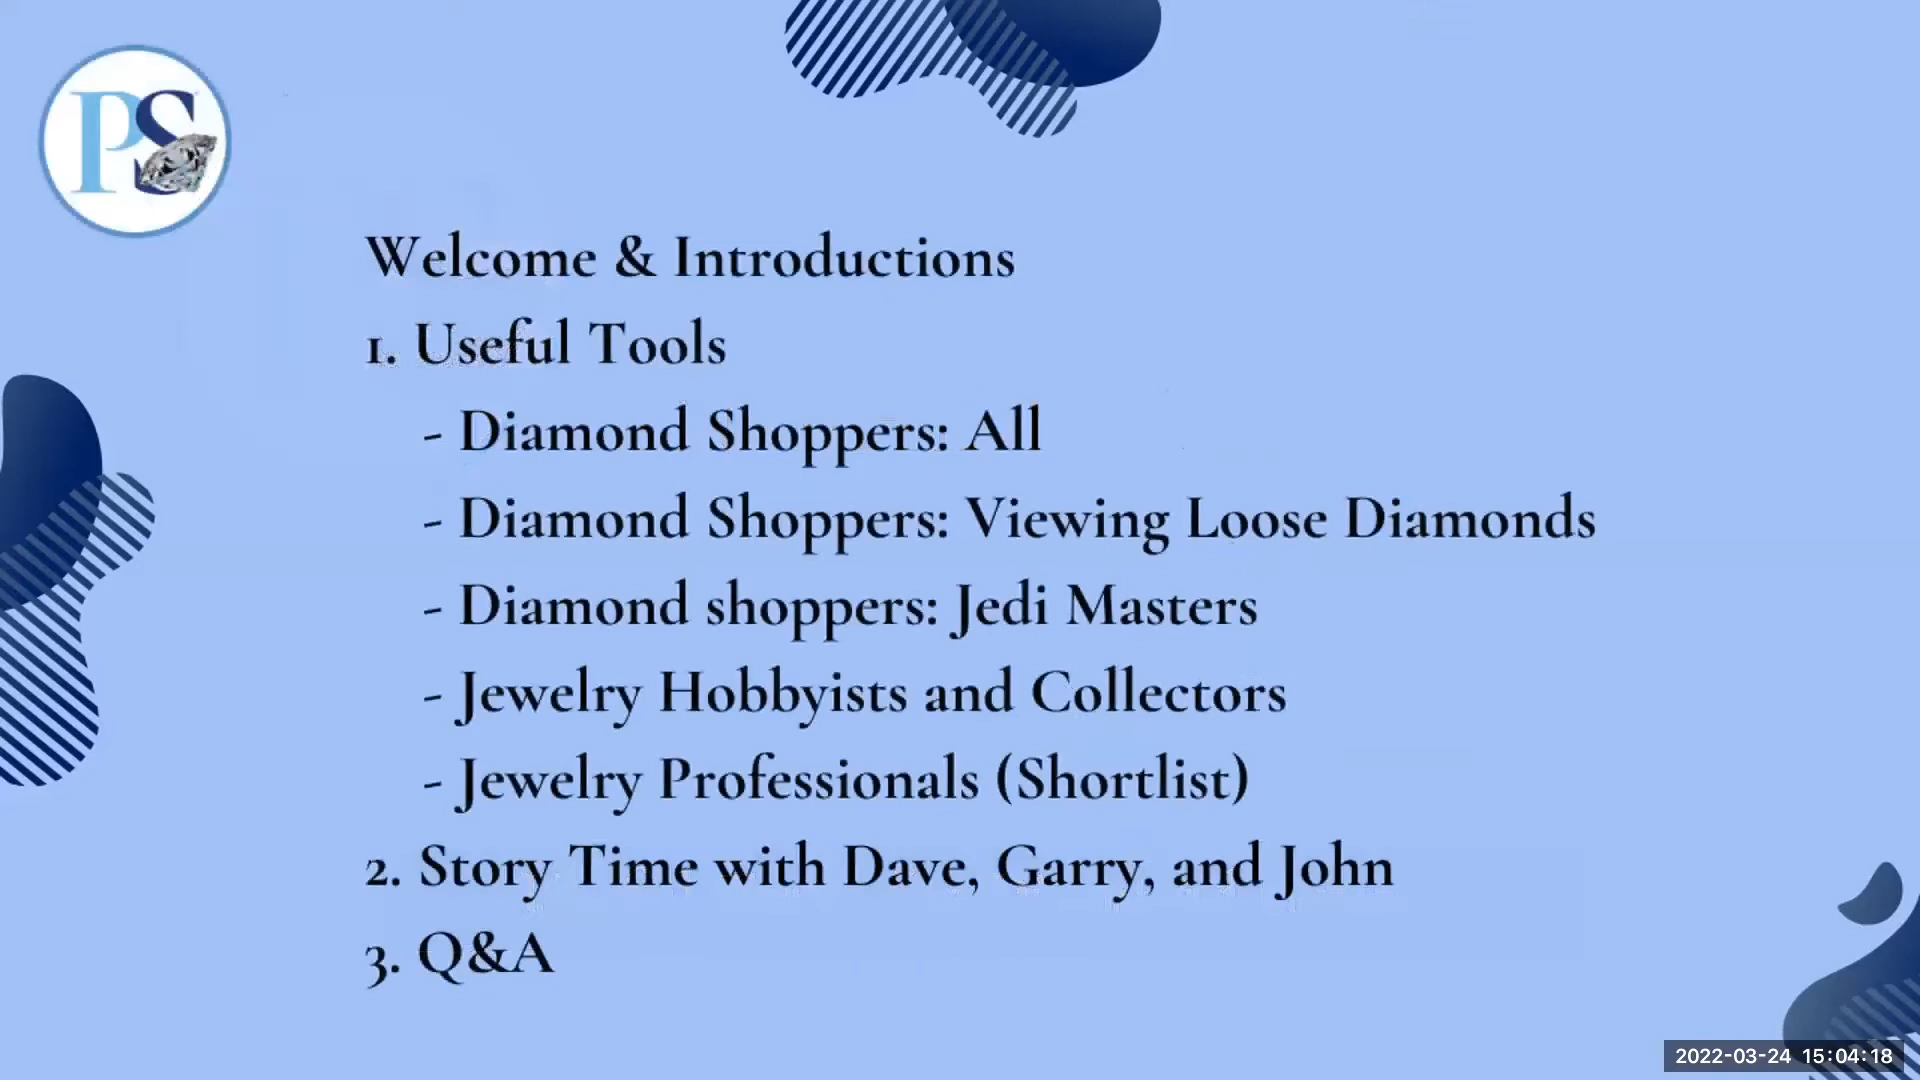 PS
Welcome & Introductions
1. Useful Tools
- Diamond Shoppers: All
- Diamond Shoppers: Viewing Loose Diamonds
- Diamond shoppers: Jedi Masters
- Jewelry Hobbyists and Collectors
- Jewelry Professionals (Shortlist)
2. Story Time with Dave, Garry, and John
3. Q&A
2022-03-24 15:04:18